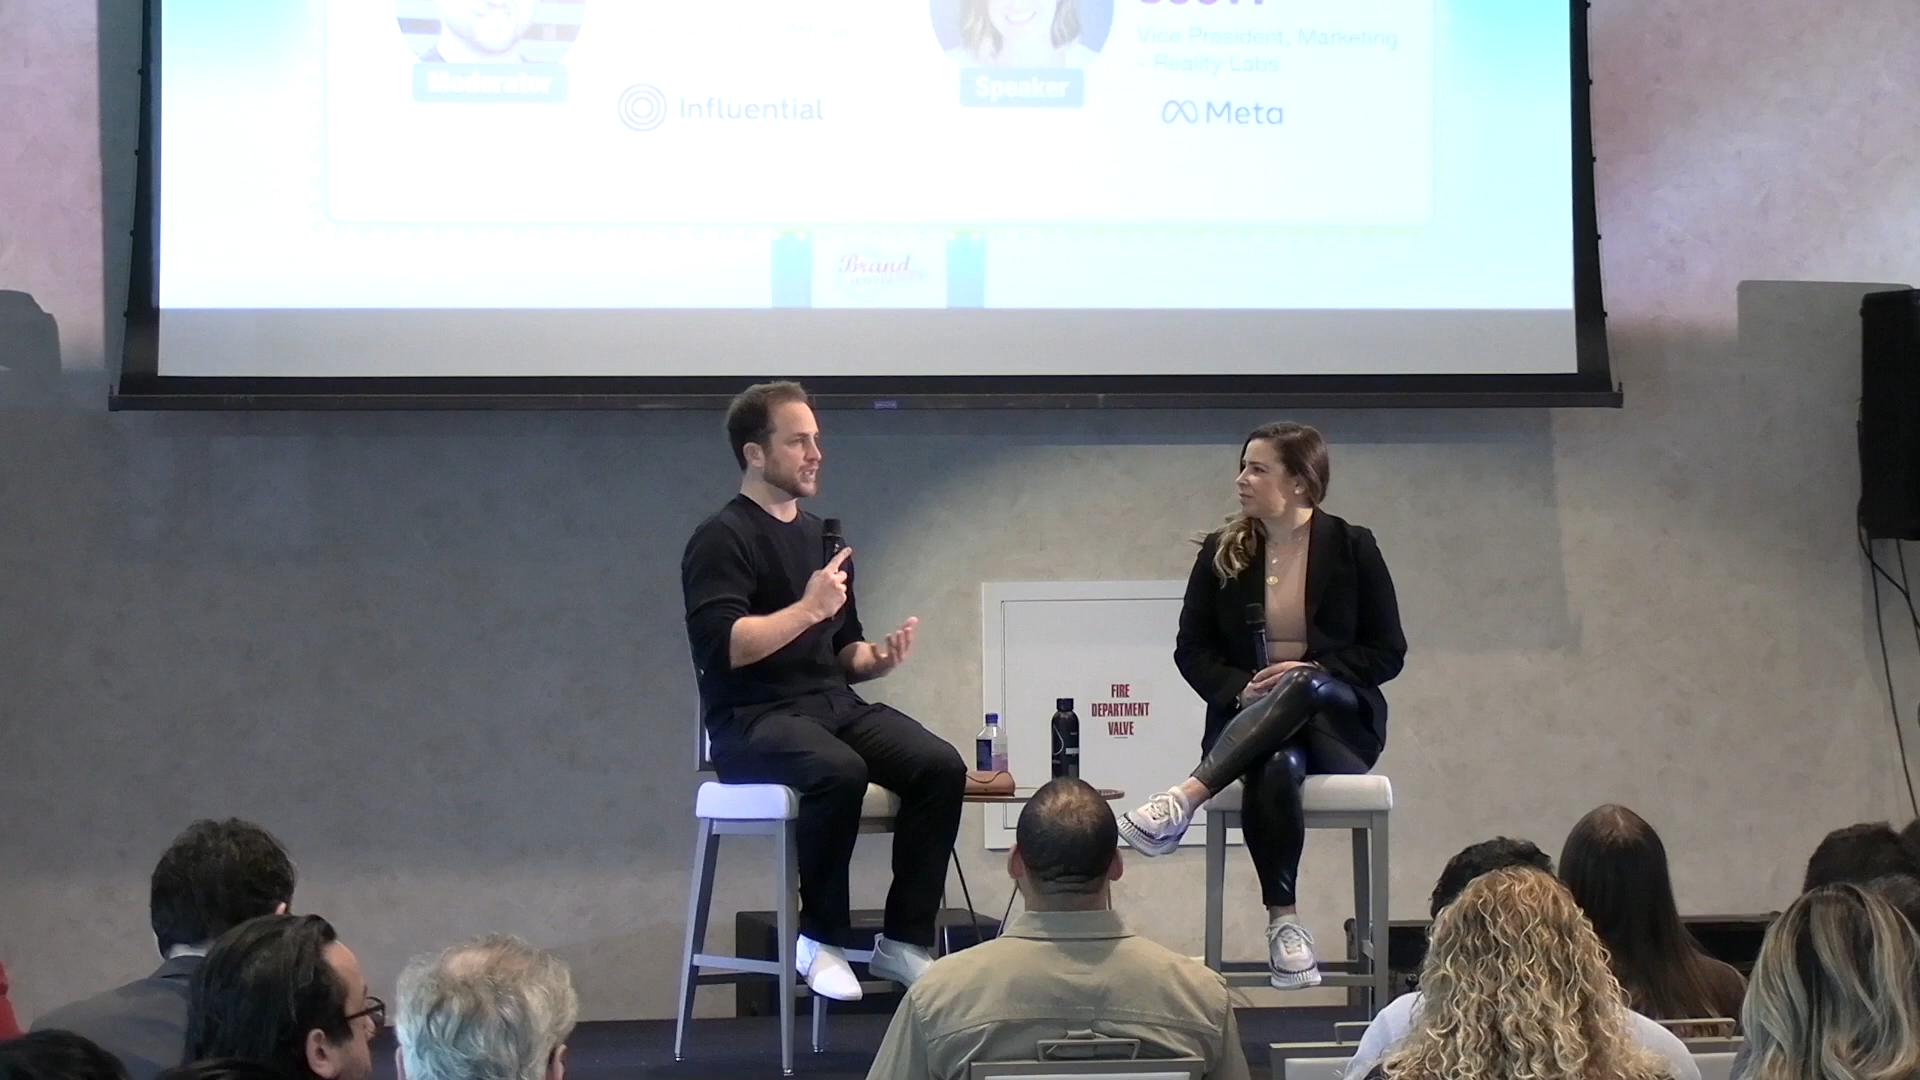 Moderator
Influential
Vice President, Marketing
- Reality Labs
Speaker
Meta
Brand
FIRE
DEPARTMENT
VALVE